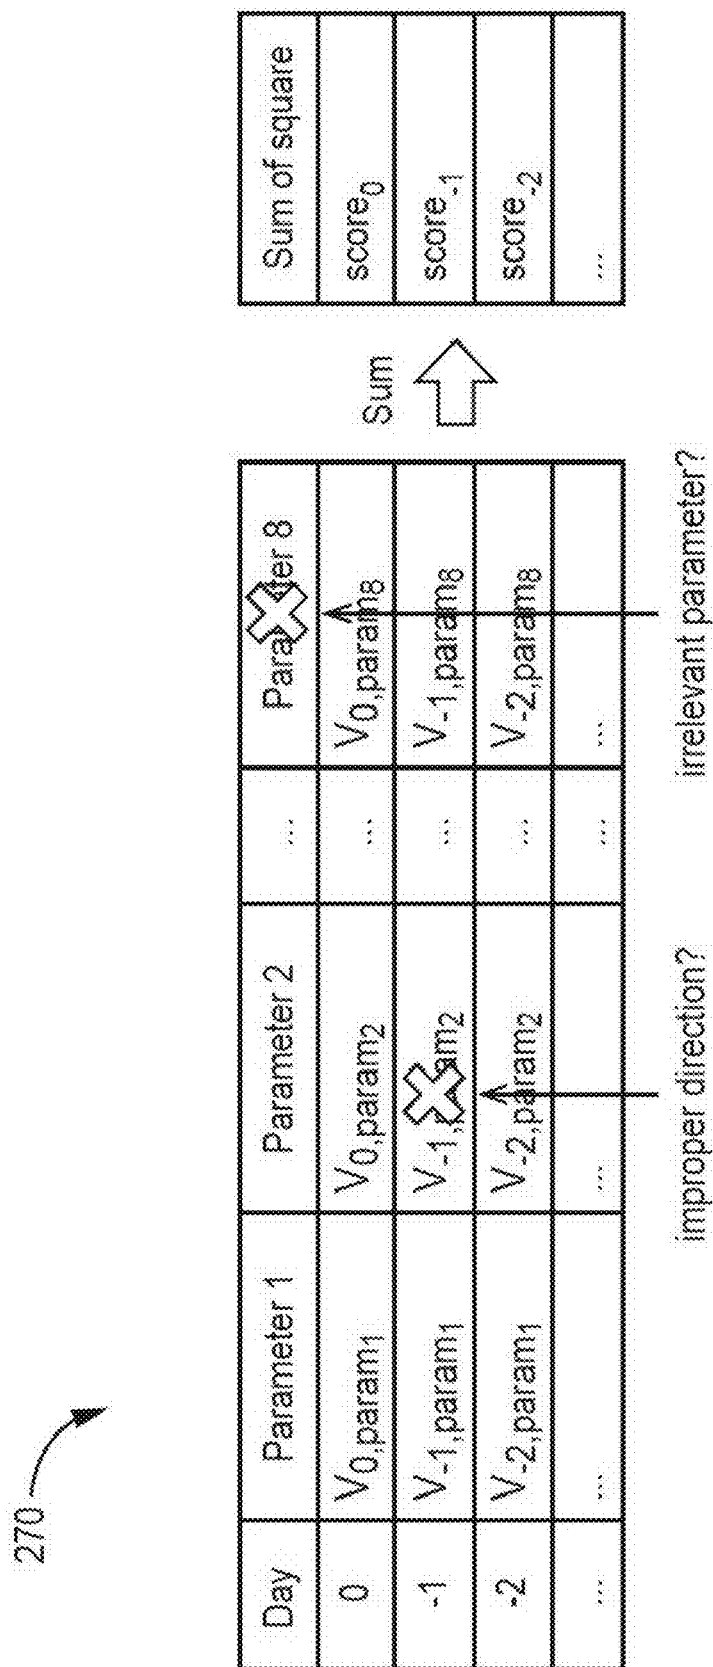 270
Day Parameter 1 Parameter 2 ... Parameter 8
0 V0,param1 V0,param2 ... V0,param8
-1 V-1,param1 V-1,param2 ... V-1,param8
-2 V-2,param1 V-2,param2 ... V-2,param8
... ... ... ... ...
improper direction?
irrelevant parameter?
Sum
Sum of square
score0
score-1
score-2
...